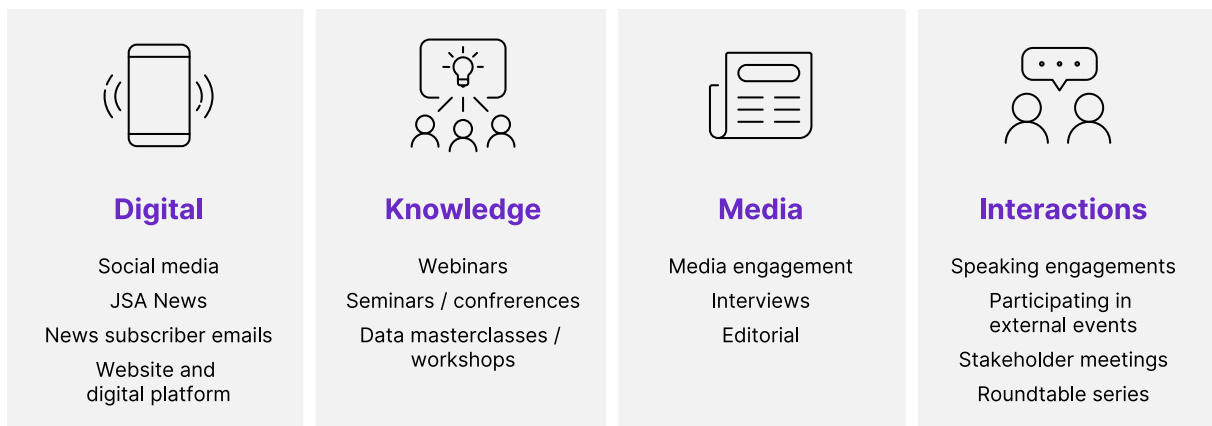 Digital
Social media
JSA News
News subscriber emails
Website and
digital platform
Knowledge
Webinars
Seminars / confrerences
Data masterclasses /
workshops
Media
Media engagement
Interviews
Editorial
Interactions
Speaking engagements
Participating in
external events
Stakeholder meetings
Roundtable series